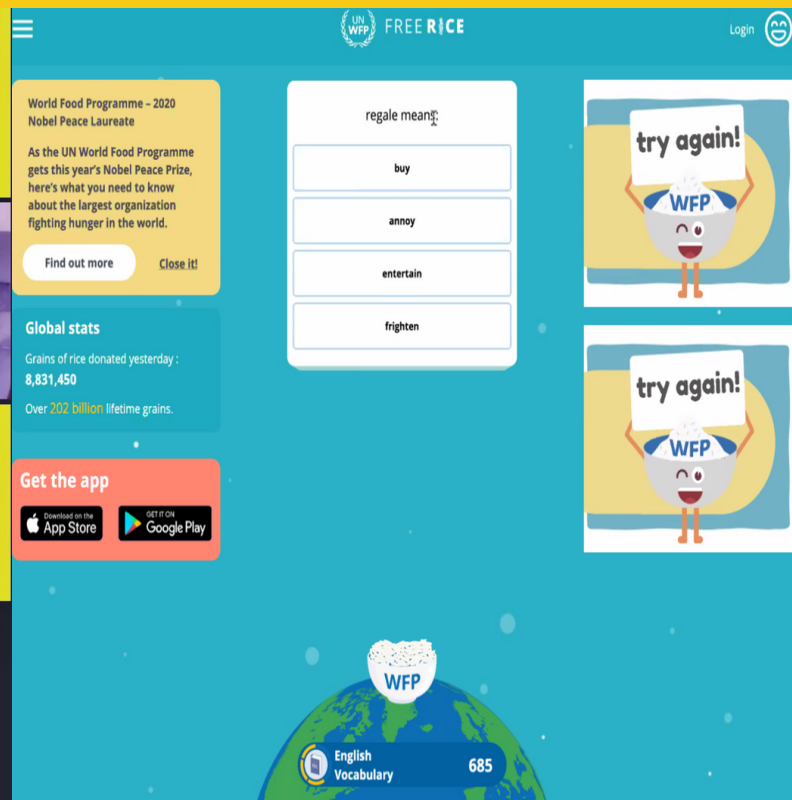 UN
WFP
FREE RICE
Login
World Food Programme – 2020
Nobel Peace Laureate
As the UN World Food Programme
gets this year's Nobel Peace Prize,
here's what you need to know
about the largest organization
fighting hunger in the world.
Find out more
Close it!
Global stats
Grains of rice donated yesterday :
8,831,450
Over 202 billion lifetime grains.
Get the app
Download on the
App Store
GET IT ON
Google Play
regale means:
buy
annoy
entertain
frighten
try again!
WFP
try again!
WFP
WFP
English
Vocabulary
685